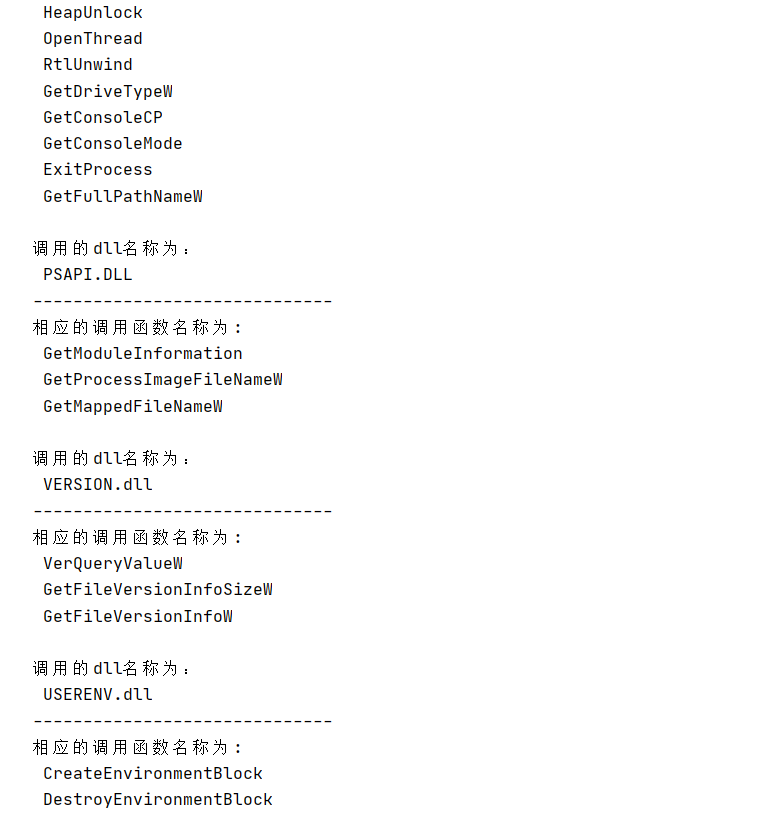 HeapUnlock
OpenThread
RtlUnwind
GetDriveTypeW
GetConsoleCP
GetConsoleMode
ExitProcess
GetFullPathNameW
调用的dll名称为：
PSAPI.DLL
------------------------------
相应的调用函数名称为：
GetModuleInformation
GetProcessImageFileNameW
GetMappedFileNameW
调用的dll名称为：
VERSION.dll
------------------------------
相应的调用函数名称为：
VerQueryValueW
GetFileVersionInfoSizeW
GetFileVersionInfoW
调用的dll名称为：
USERENV.dll
------------------------------
相应的调用函数名称为：
CreateEnvironmentBlock
DestroyEnvironmentBlock